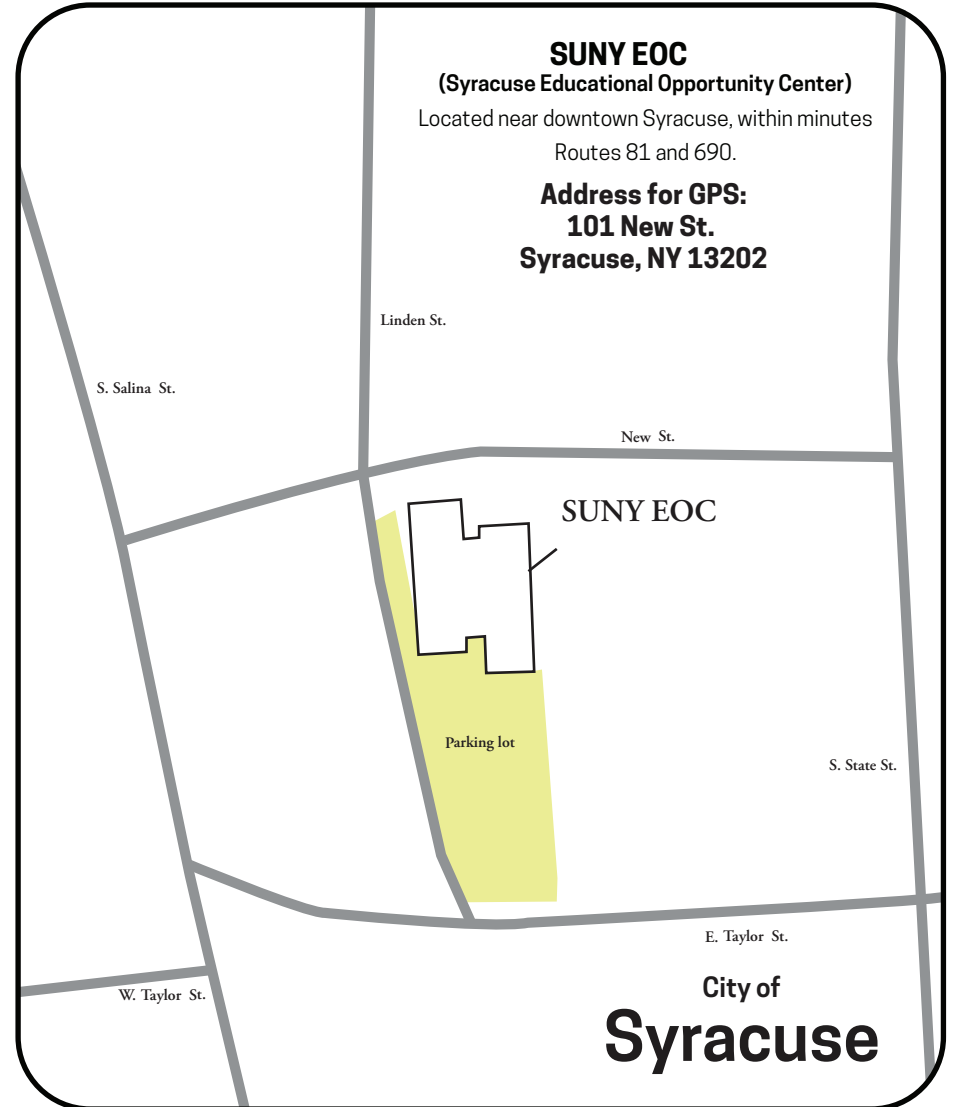 SUNY EOC
(Syracuse Educational Opportunity Center)
Located near downtown Syracuse, within minutes
Routes 81 and 690.
Address for GPS:
101 New St.
Syracuse, NY 13202
Linden St.
S. Salina St.
New St.
SUNY EOC
Parking lot
S. State St.
E. Taylor St.
W. Taylor St.
City of
Syracuse